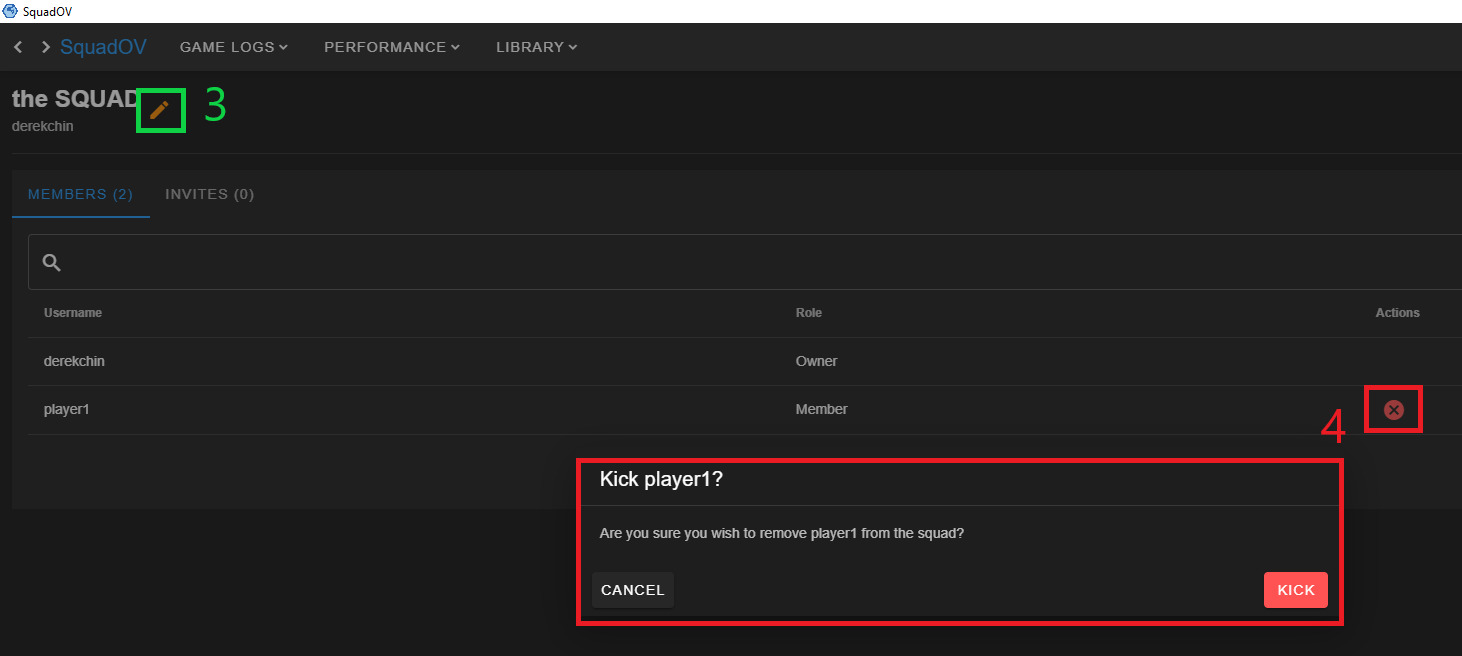 SquadOV
SquadOV GAME LOGS PERFORMANCE LIBRARY
the SQUAD
3
derekchin
MEMBERS (2) INVITES (0)
Username Role Actions
derekchin Owner
player1 Member
4
Kick player1?
Are you sure you wish to remove player1 from the squad?
CANCEL KICK